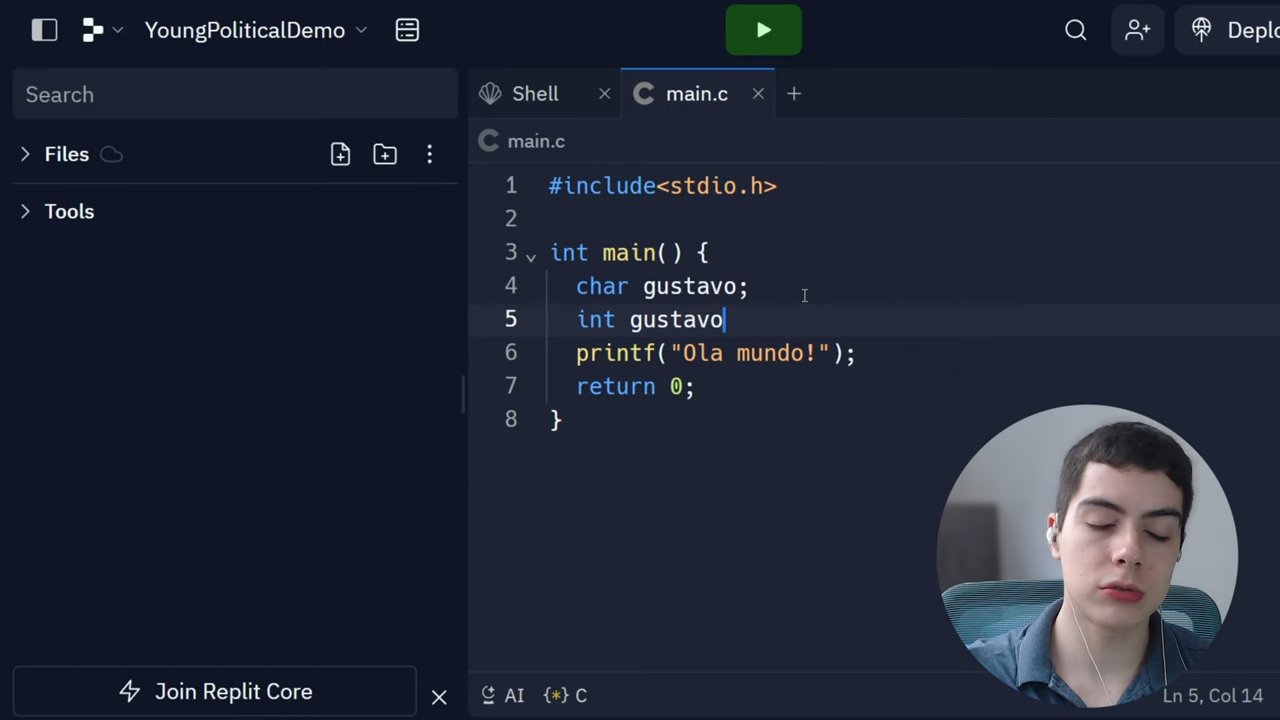 YoungPoliticalDemo
Deplo
Search
Shell
main.c
Files
main.c
Tools
1 #include<stdio.h>
2
3 int main() {
4 char gustavo;
5 int gustavo
6 printf("Ola mundo!");
7 return 0;
8 }
Join Replit Core
AI {*} C
Ln 5, Col 14